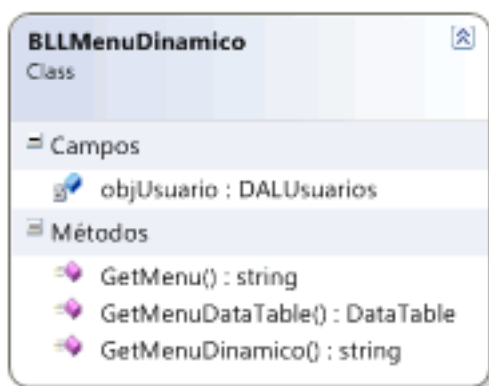 BLLMenuDinamico
Class
Campos
objUsuario : DALUsuarios
Métodos
GetMenu() : string
GetMenuDataTable() : DataTable
GetMenuDinamico() : string